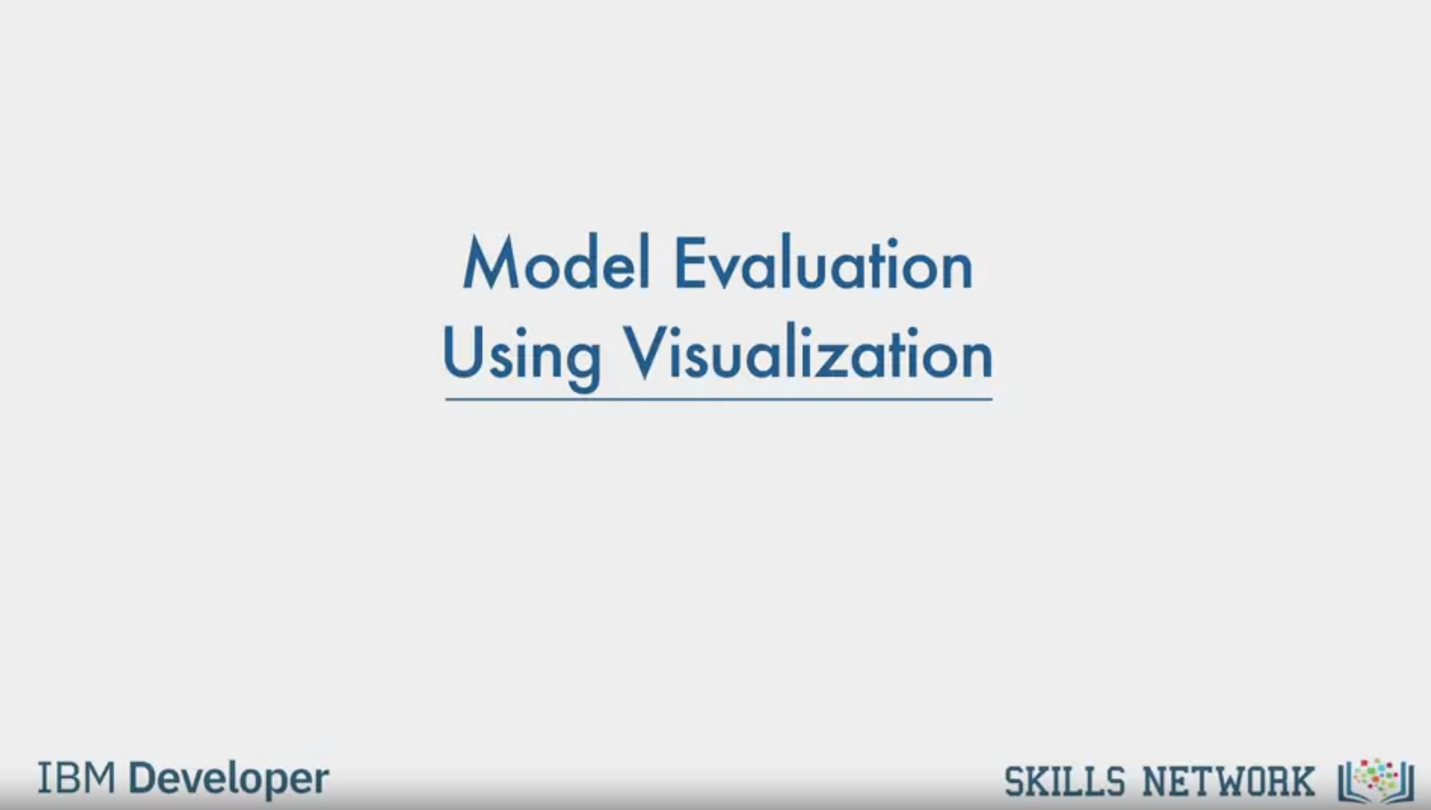 Model Evaluation
Using Visualization
IBM Developer
SKILLS NETWORK